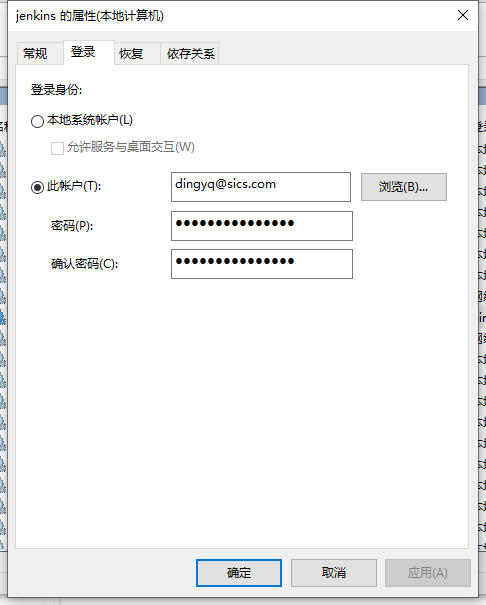 jenkins 的属性(本地计算机)
常规 登录 恢复 依存关系
登录身份:
本地系统帐户(L)
允许服务与桌面交互(W)
此帐户(T): dingyq@sics.com 浏览(B)...
密码(P): ●●●●●●●●●●●●●●●
确认密码(C): ●●●●●●●●●●●●●●●
确定 取消 应用(A)